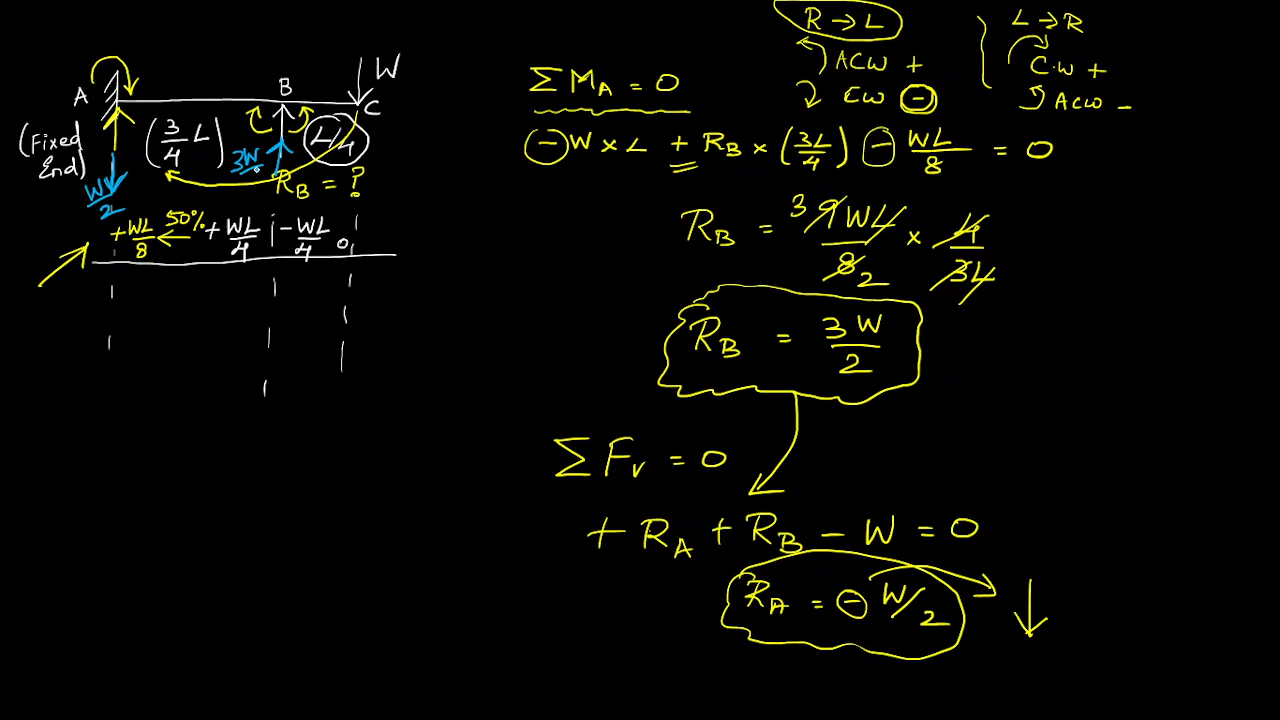 W
A
B
C
(Fixed End)
(3/4 L)
L/4
3W/2
W/2
R_B = ?
+WL/8 ← 50% +WL/4 | -WL/4 0
R → L
ACW +
CW -
L → R
C.W +
ACW -
ΣM_A = 0
- W × L + R_B × (3L/4) - WL/8 = 0
R_B = 3 9WL/8 2 × 4/3L
R_B = 3W/2
ΣF_v = 0
+ R_A + R_B - W = 0
R_A = - W/2 ↓